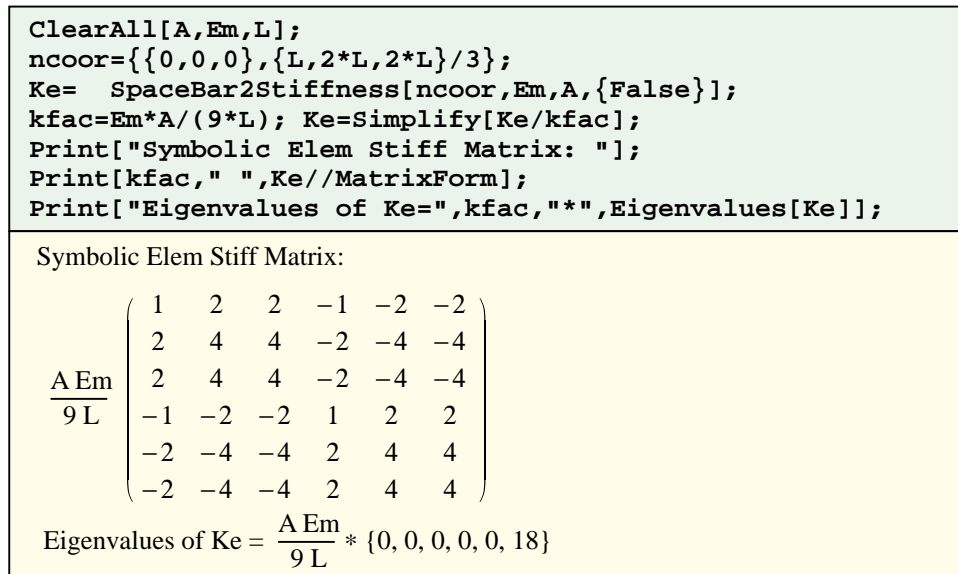 ClearAll[A,Em,L];
ncoor={{0,0,0},{L,2*L,2*L}/3};
Ke=  SpaceBar2Stiffness[ncoor,Em,A,{False}];
kfac=Em*A/(9*L); Ke=Simplify[Ke/kfac];
Print["Symbolic Elem Stiff Matrix: "];
Print[kfac," ",Ke//MatrixForm];
Print["Eigenvalues of Ke=",kfac,"*",Eigenvalues[Ke]];
Symbolic Elem Stiff Matrix:
1 2 2 −1 −2 −2
2 4 4 −2 −4 −4
A Em 2 4 4 −2 −4 −4
9 L −1 −2 −2 1 2 2
−2 −4 −4 2 4 4
−2 −4 −4 2 4 4
Eigenvalues of Ke = A Em / 9 L * {0, 0, 0, 0, 0, 18}